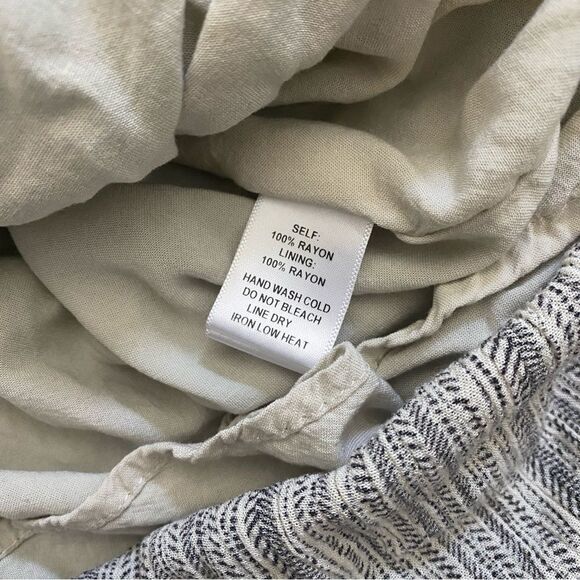 SELF:
100% RAYON
LINING:
100% RAYON
HAND WASH COLD
DO NOT BLEACH
LINE DRY
IRON LOW HEAT